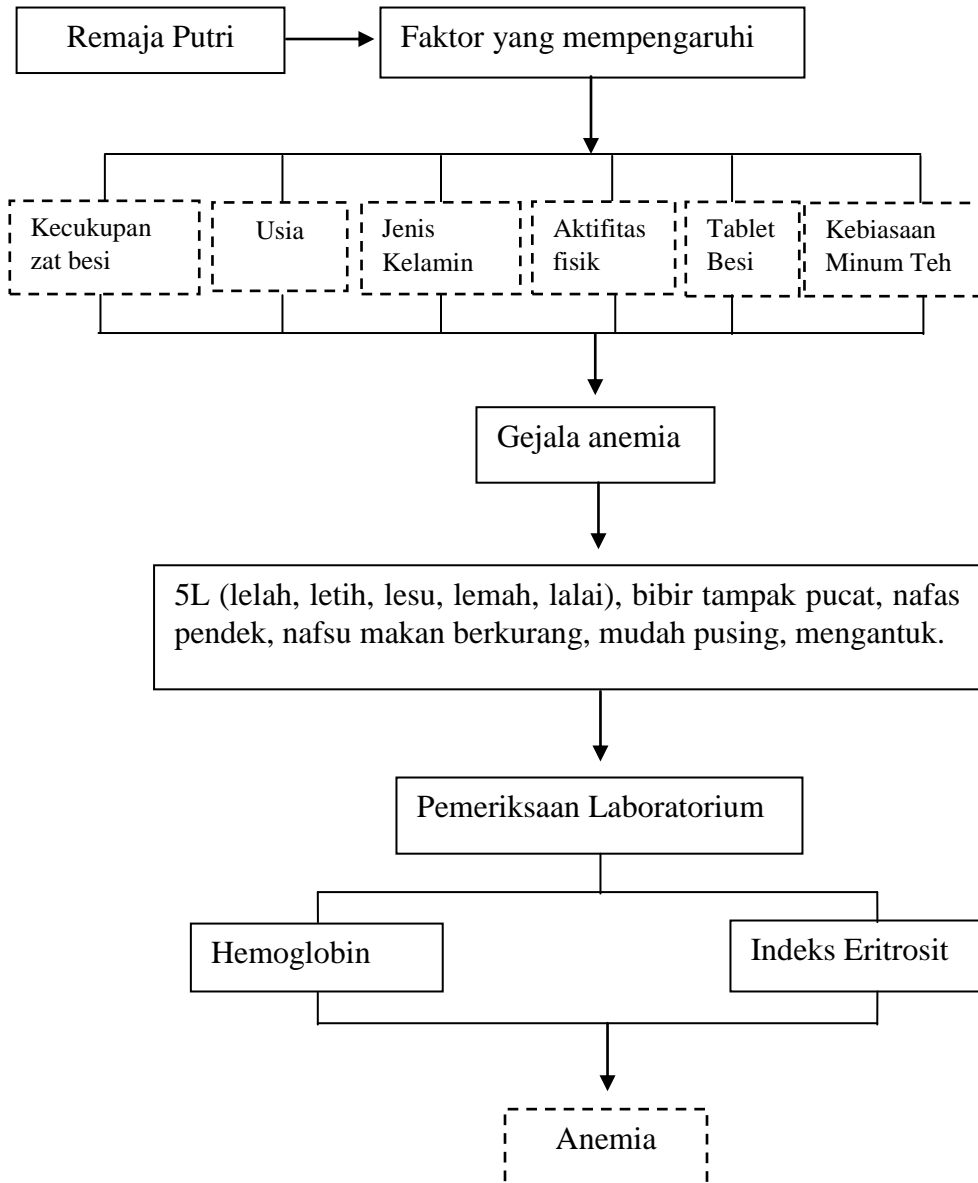 Remaja Putri
Faktor yang mempengaruhi
Kecukupan
zat besi
Usia
Jenis
Kelamin
Aktifitas
fisik
Tablet
Besi
Kebiasaan
Minum Teh
Gejala anemia
5L (lelah, letih, lesu, lemah, lalai), bibir tampak pucat, nafas
pendek, nafsu makan berkurang, mudah pusing, mengantuk.
Pemeriksaan Laboratorium
Hemoglobin
Indeks Eritrosit
Anemia